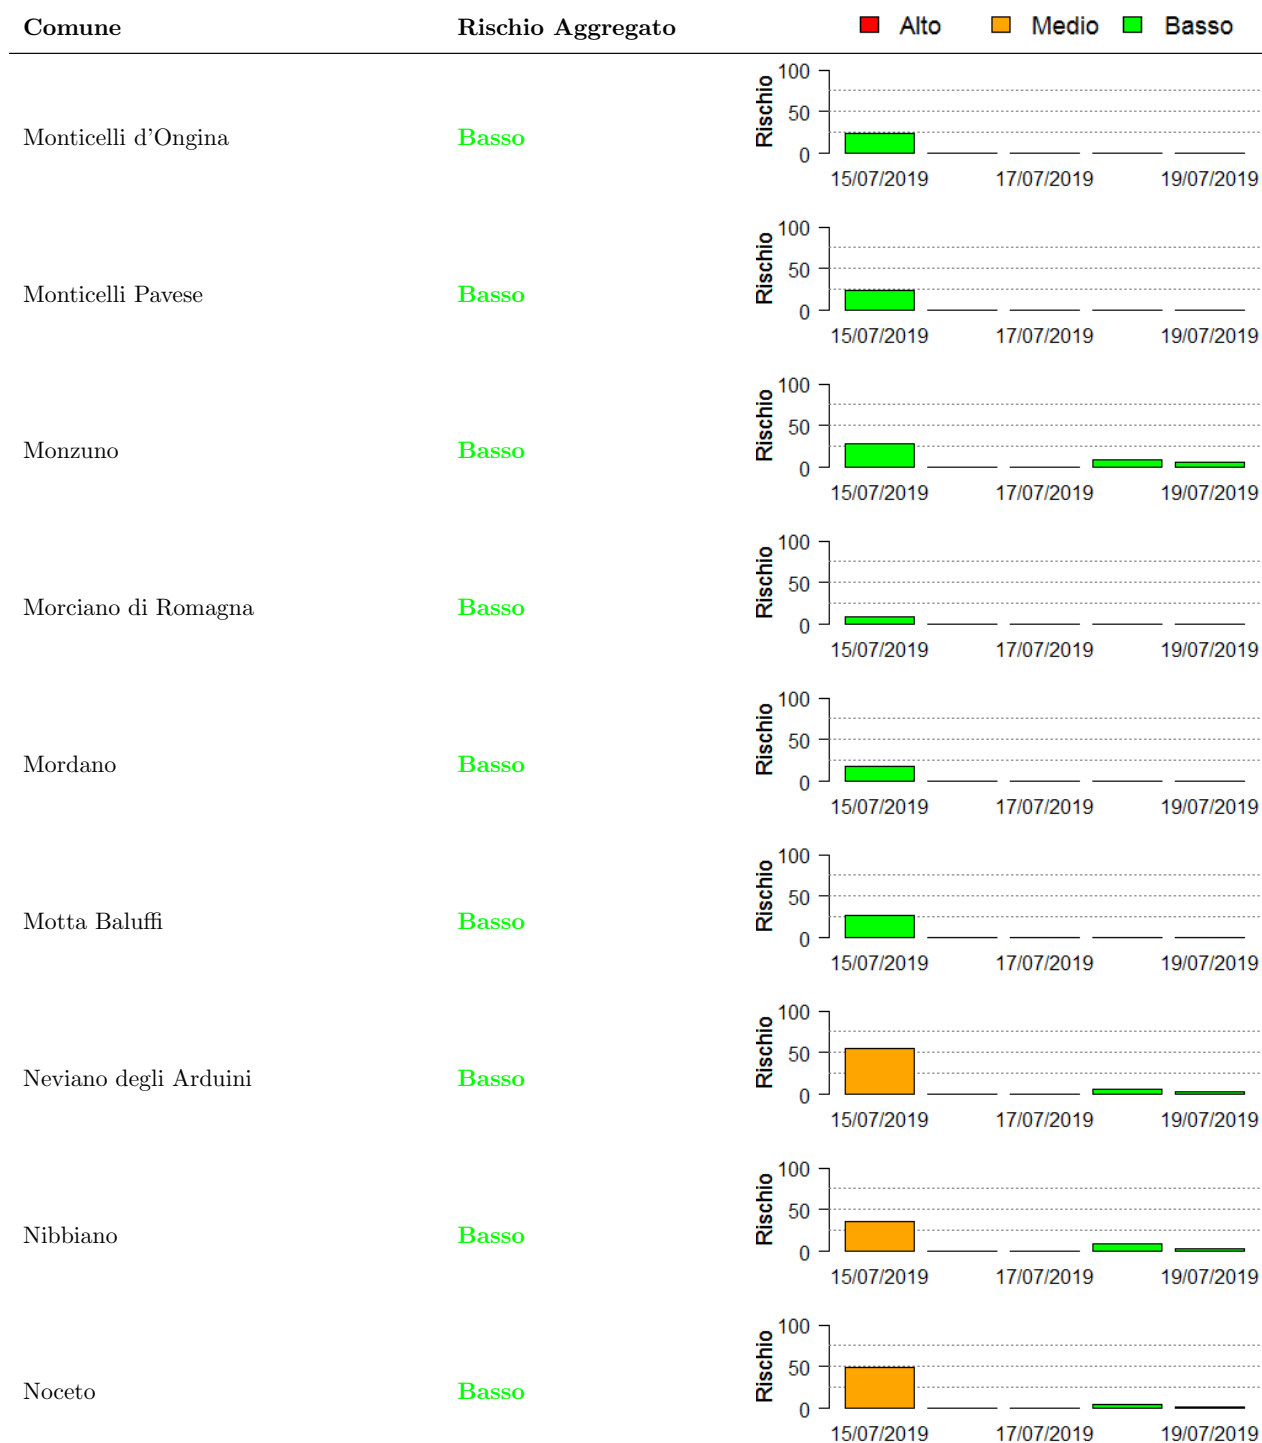 Comune Rischio Aggregato Alto Medio Basso
100
50
0
Rischio
Monticelli d'Ongina Basso
15/07/2019 17/07/2019 19/07/2019
100
50
0
Rischio
Monticelli Pavese Basso
15/07/2019 17/07/2019 19/07/2019
100
50
0
Rischio
Monzuno Basso
15/07/2019 17/07/2019 19/07/2019
100
50
0
Rischio
Morciano di Romagna Basso
15/07/2019 17/07/2019 19/07/2019
100
50
0
Rischio
Mordano Basso
15/07/2019 17/07/2019 19/07/2019
100
50
0
Rischio
Motta Baluffi Basso
15/07/2019 17/07/2019 19/07/2019
100
50
0
Rischio
Neviano degli Arduini Basso
15/07/2019 17/07/2019 19/07/2019
100
50
0
Rischio
Nibbiano Basso
15/07/2019 17/07/2019 19/07/2019
100
50
0
Rischio
Noceto Basso
15/07/2019 17/07/2019 19/07/2019